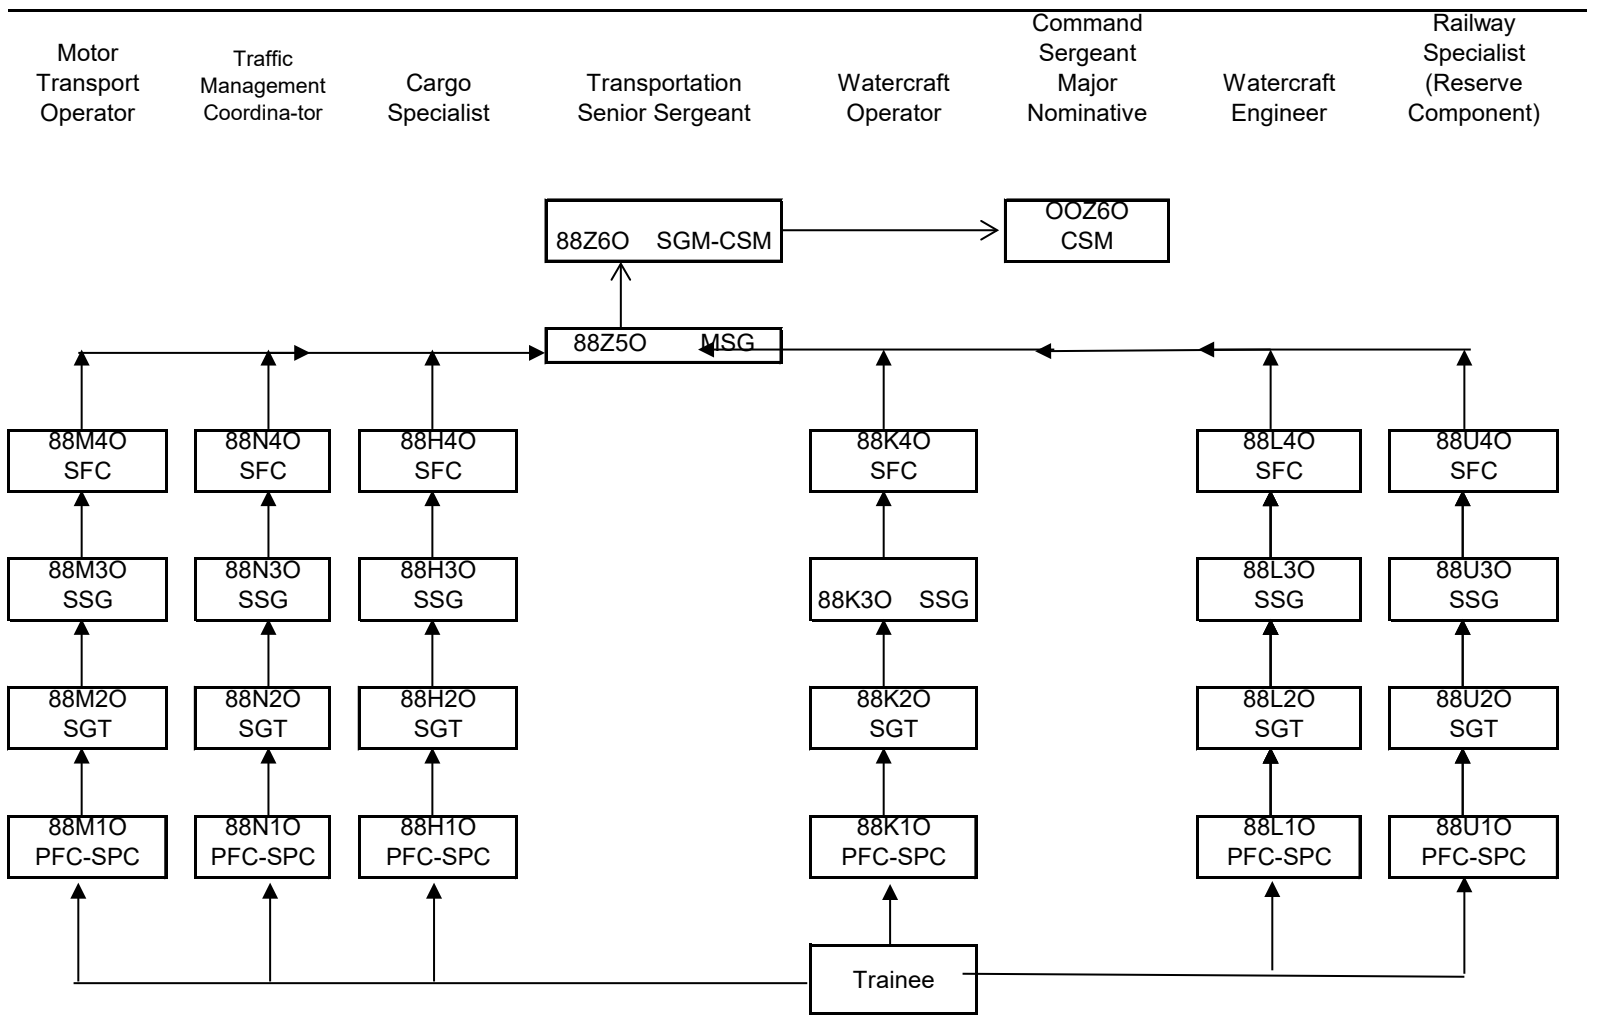 Motor
Transport
Operator
Traffic
Management
Coordina-tor
Cargo
Specialist
Transportation
Senior Sergeant
Watercraft
Operator
Command
Sergeant
Major
Nominative
Watercraft
Engineer
Railway
Specialist
(Reserve
Component)
88Z6O SGM-CSM
OOZ6O
CSM
88Z5O MSG
88M4O
SFC
88N4O
SFC
88H4O
SFC
88K4O
SFC
88L4O
SFC
88U4O
SFC
88M3O
SSG
88N3O
SSG
88H3O
SSG
88K3O SSG
88L3O
SSG
88U3O
SSG
88M2O
SGT
88N2O
SGT
88H2O
SGT
88K2O
SGT
88L2O
SGT
88U2O
SGT
88M1O
PFC-SPC
88N1O
PFC-SPC
88H1O
PFC-SPC
88K1O
PFC-SPC
88L1O
PFC-SPC
88U1O
PFC-SPC
Trainee